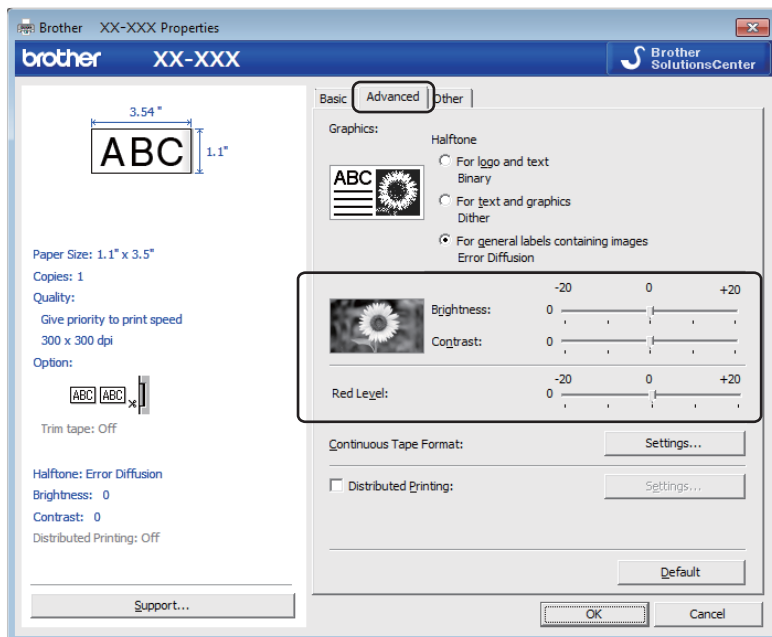 Brother XX-XXX Properties
brother XX-XXX
Brother
SolutionsCenter
3.54 "
ABC
1.1"
Paper Size: 1.1" x 3.5"
Copies: 1
Quality:
Give priority to print speed
300 x 300 dpi
Option:
ABC ABC
Trim tape: Off
Halftone: Error Diffusion
Brightness: 0
Contrast: 0
Distributed Printing: Off
Support...
Basic Advanced Other
Graphics:
ABC
Halftone
For logo and text
Binary
For text and graphics
Dither
For general labels containing images
Error Diffusion
-20 0 +20
Brightness: 0
Contrast: 0
-20 0 +20
Red Level: 0
Continuous Tape Format: Settings...
Distributed Printing: Settings...
Default
OK Cancel